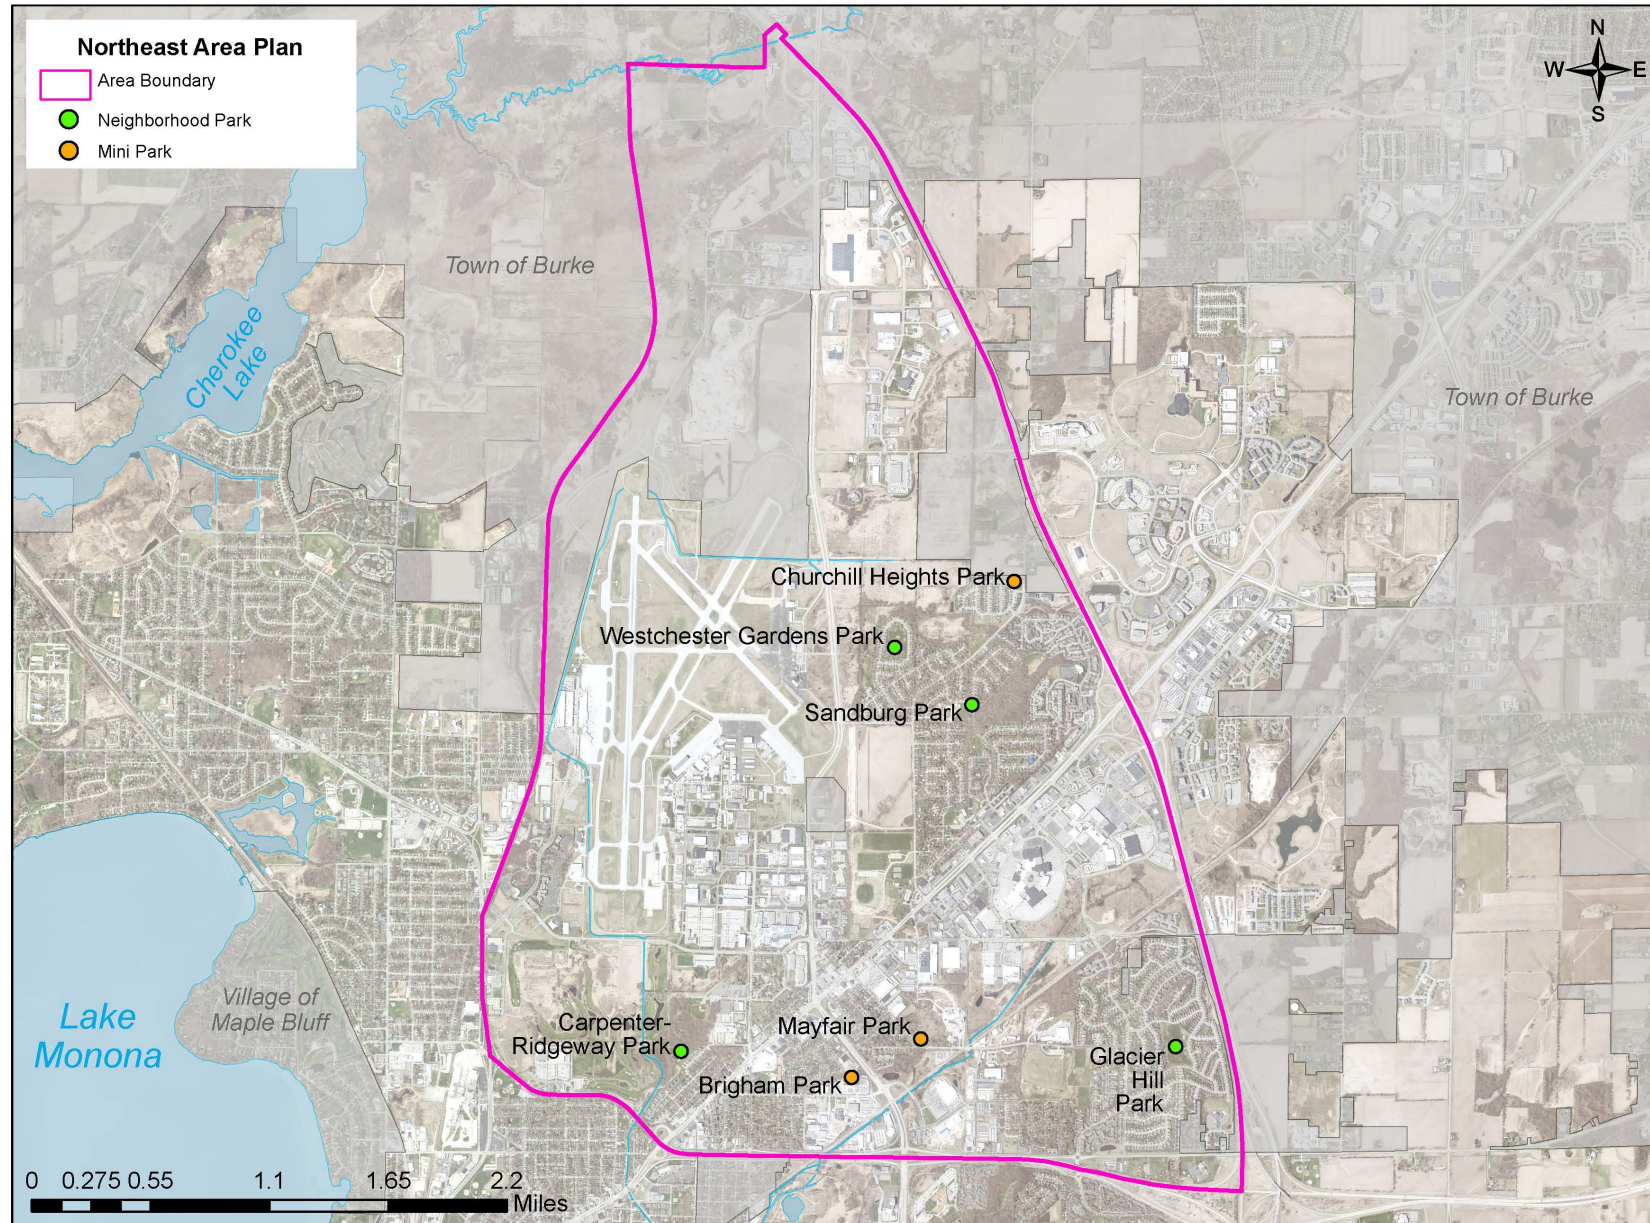 Northeast Area Plan
Area Boundary
Neighborhood Park
Mini Park
N
W E
S
Town of Burke
Cherokee
Lake
Town of Burke
Churchill Heights Park
Westchester Gardens Park
Sandburg Park
Village of
Maple Bluff
Lake
Monona
Carpenter-
Ridgeway Park
Mayfair Park
Brigham Park
Glacier
Hill
Park
0 0.275 0.55 1.1 1.65 2.2
Miles